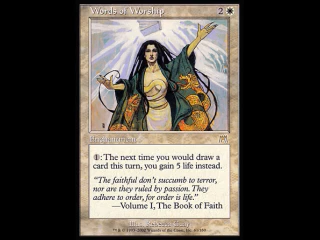 Words of Worship 2
Enchantment
1: The next time you would draw a
card this turn, you gain 5 life instead.
"The faithful don't succumb to terror,
nor are they ruled by passion. They
adhere to order, for order is life."
—Volume I, The Book of Faith